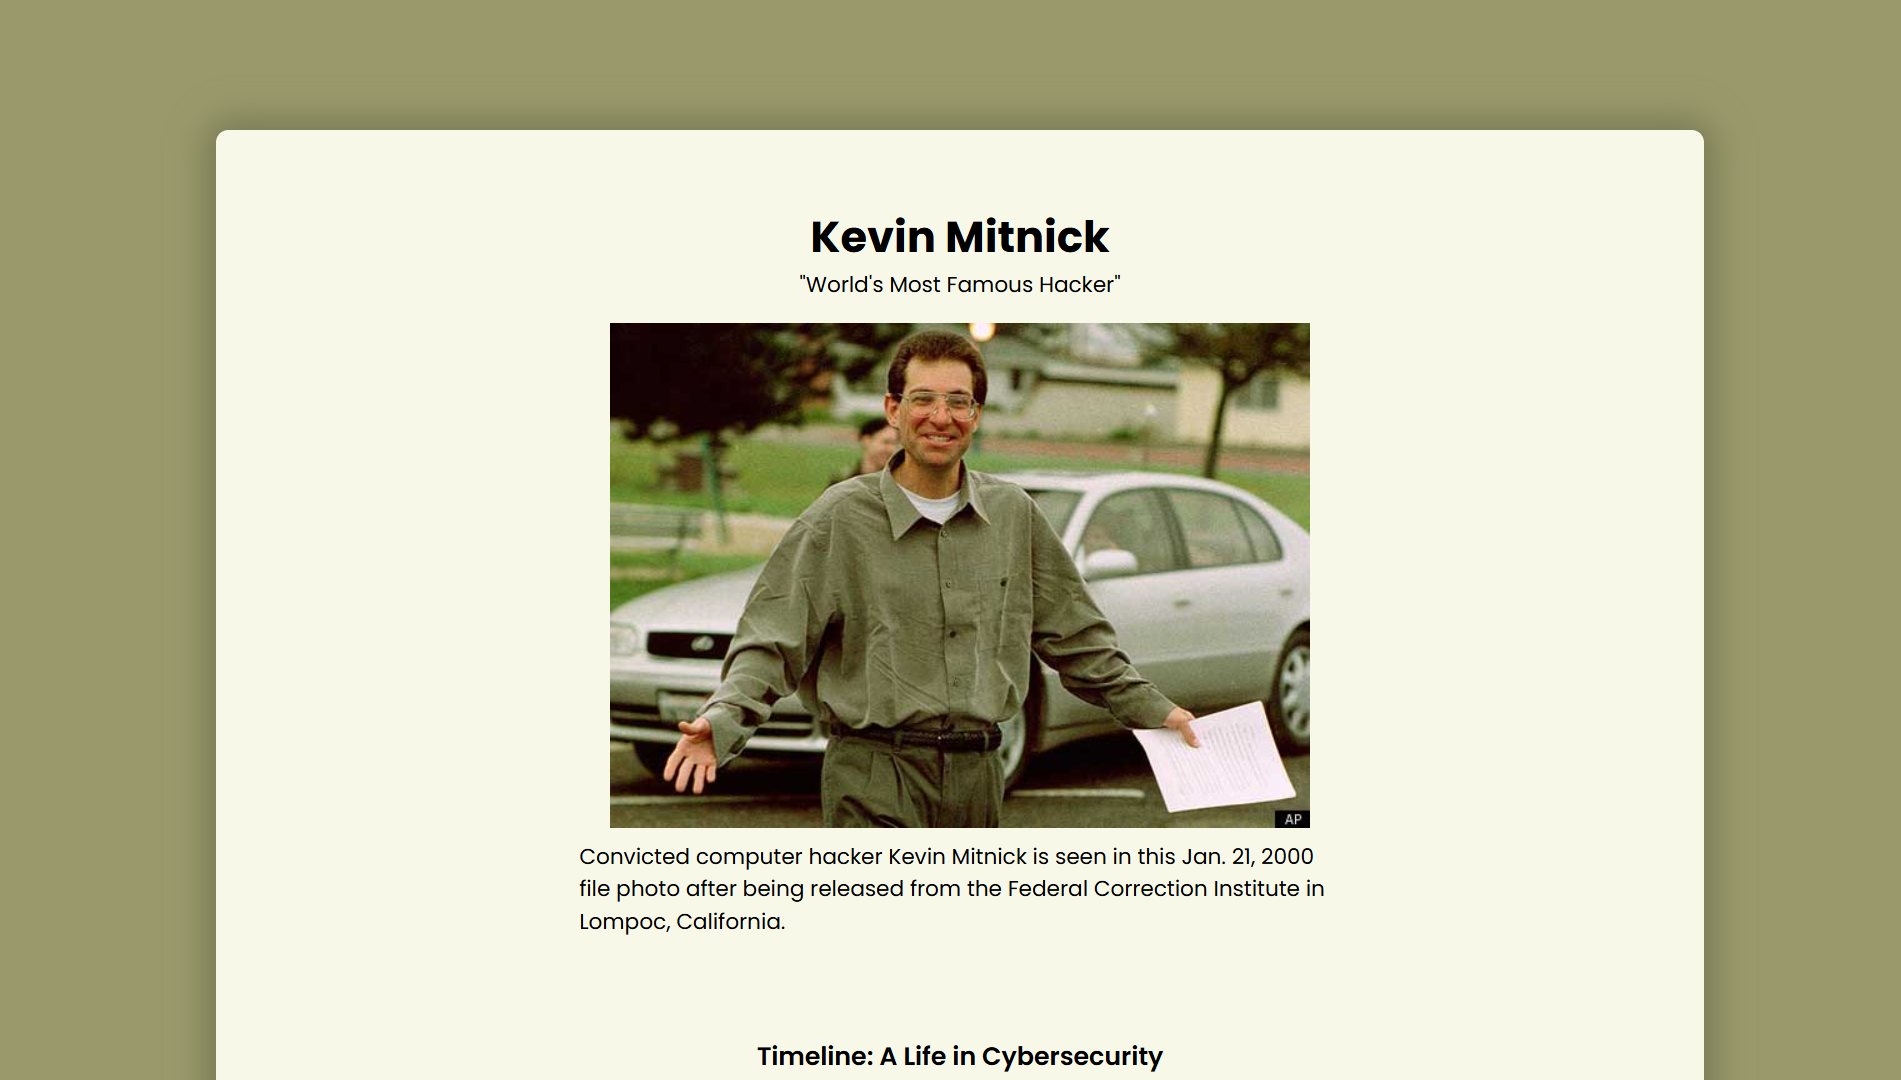 Kevin Mitnick
"World's Most Famous Hacker"
AP
Convicted computer hacker Kevin Mitnick is seen in this Jan. 21, 2000
file photo after being released from the Federal Correction Institute in
Lompoc, California.
Timeline: A Life in Cybersecurity